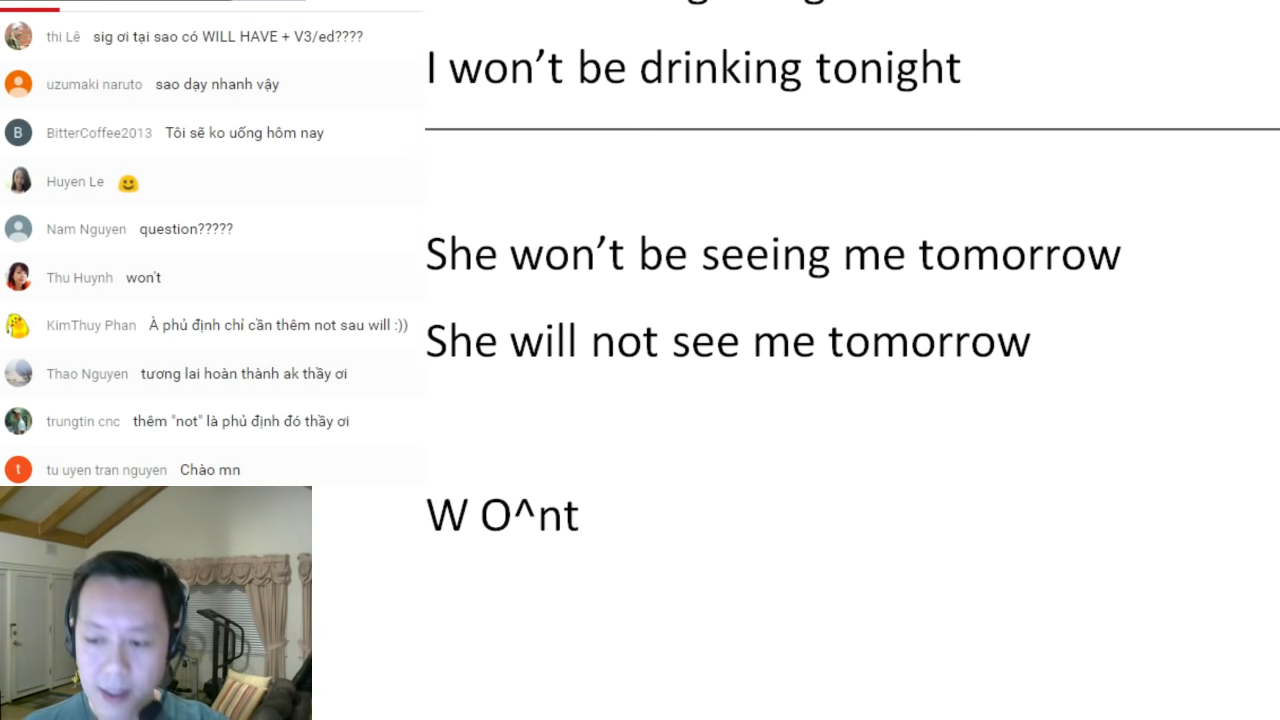 thi Lê sig ơi tại sao có WILL HAVE + V3/ed????
uzumaki naruto sao dạy nhanh vậy
B BitterCoffee2013 Tôi sẽ ko uống hôm nay
Huyen Le
Nam Nguyen question?????
Thu Huynh won't
KimThuy Phan À phủ định chỉ cần thêm not sau will :))
Thao Nguyen tương lai hoàn thành ak thầy ơi
trungtin cnc thêm "not" là phủ định đó thầy ơi
t tu uyen tran nguyen Chào mn
I won’t be drinking tonight
She won’t be seeing me tomorrow
She will not see me tomorrow
W O^nt